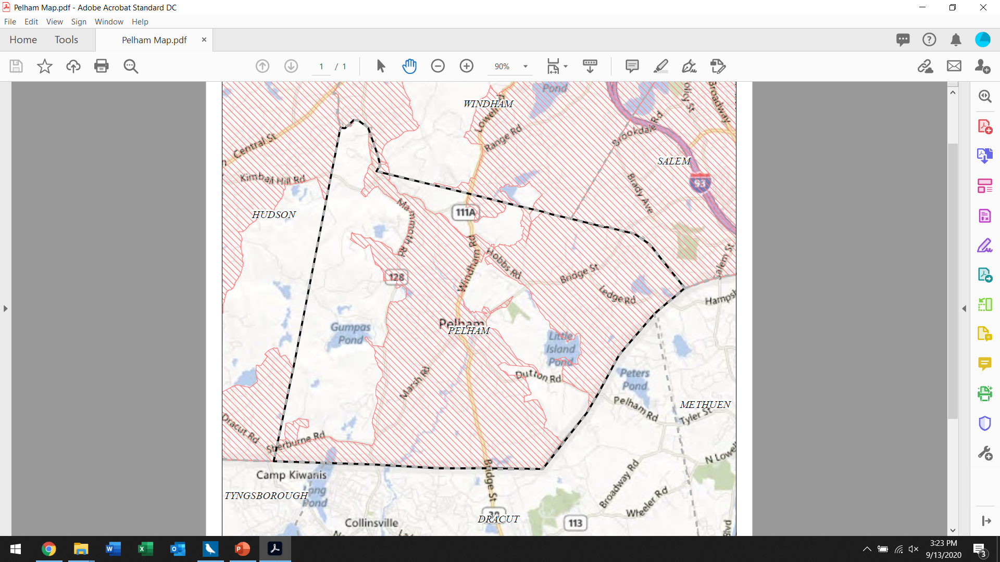 Pelham Map.pdf - Adobe Acrobat Standard DC
File Edit View Sign Window Help
Home Tools Pelham Map.pdf ×
1 / 1 90%
Pond
WINDHAM
Lowell
Range Rd
Brookdale Rd
Broadway
Central St
SALEM
Kimball Hill Rd
Brady Ave
93
HUDSON
Mammoth Rd
111A
Windham Rd
Hobbs Rd
Salem St
128
Bridge St
Ledge Rd
Gumpas
Pond
Pelham
PELHAM
Little
Island
Pond
Marsh Rd
Dutton Rd
Peters
Pond
Pelham Rd
METHUEN
Tyler St
Dracut Rd
Sherburne Rd
Bridge St
N Lowell
Camp Kiwanis
Broadway Rd
TYNGSBOROUGH
Long
Pond
Wheeler Rd
38
DRACUT
Collinsville
113
3:23 PM
9/13/2020
3